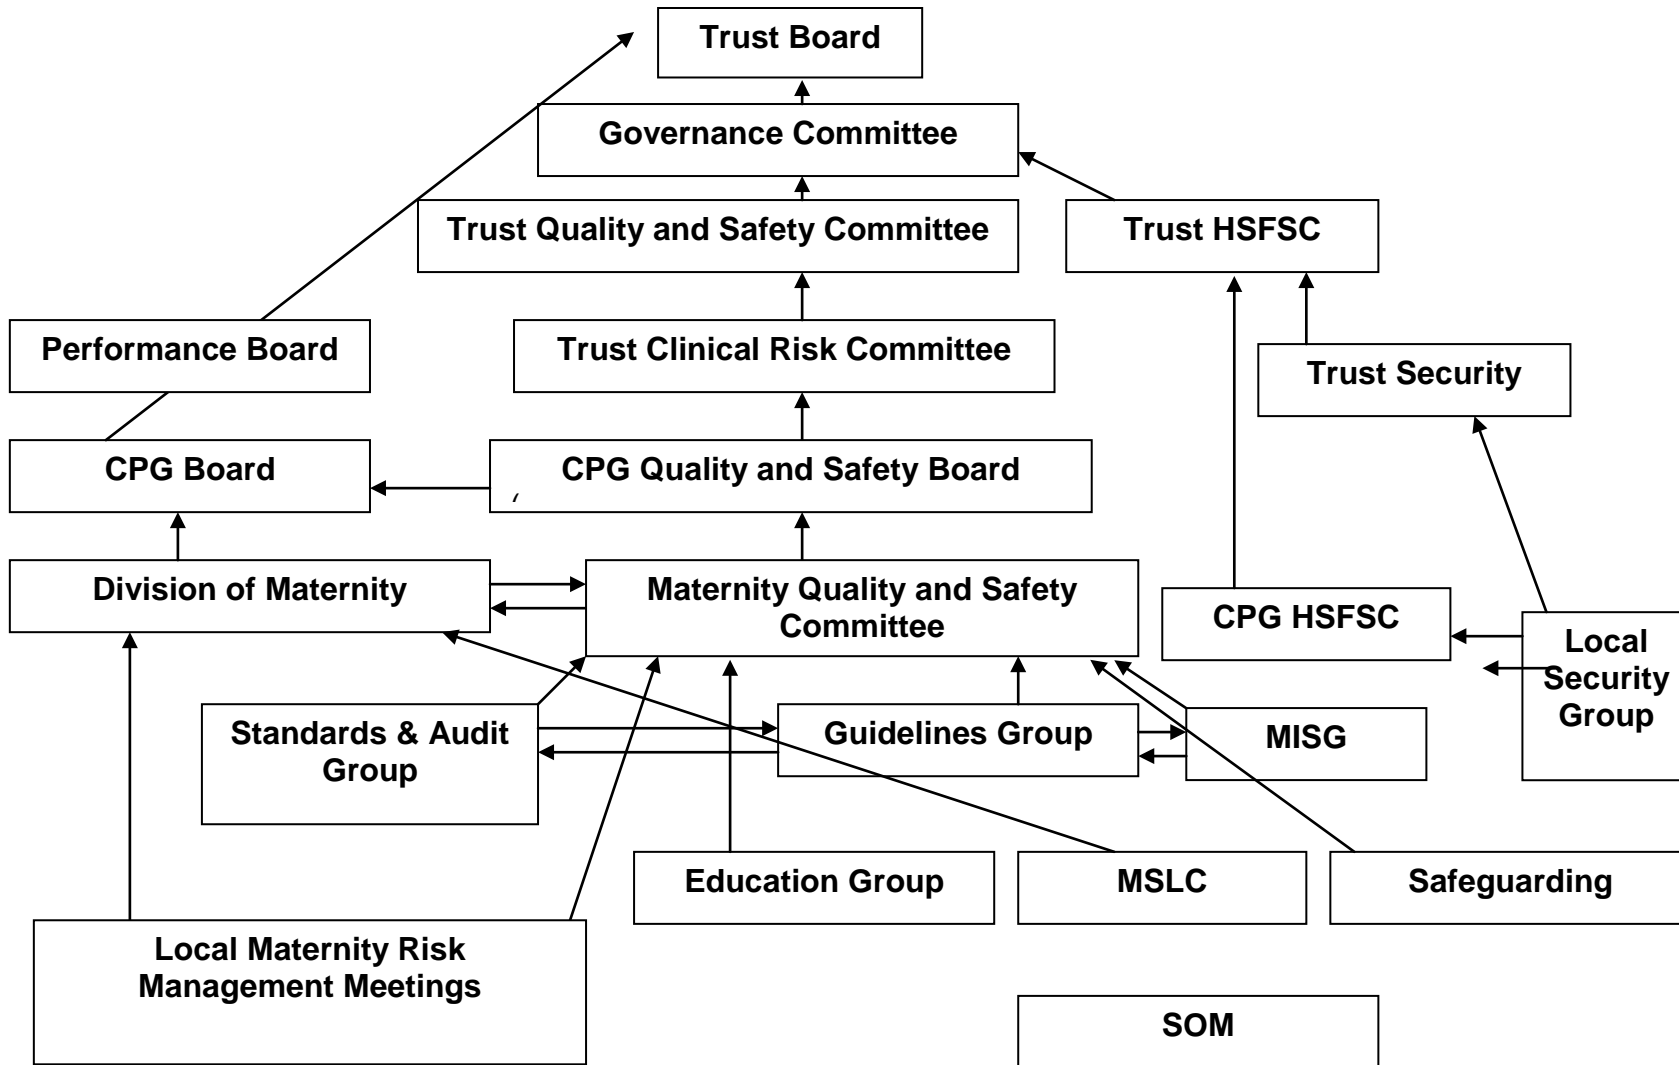 Trust Board
Governance Committee
Trust Quality and Safety Committee
Trust HSFSC
Performance Board
Trust Clinical Risk Committee
Trust Security
CPG Board
CPG Quality and Safety Board
Division of Maternity
Maternity Quality and Safety
Committee
CPG HSFSC
Local
Security
Group
Standards & Audit
Group
Guidelines Group
MISG
Education Group
MSLC
Safeguarding
Local Maternity Risk
Management Meetings
SOM